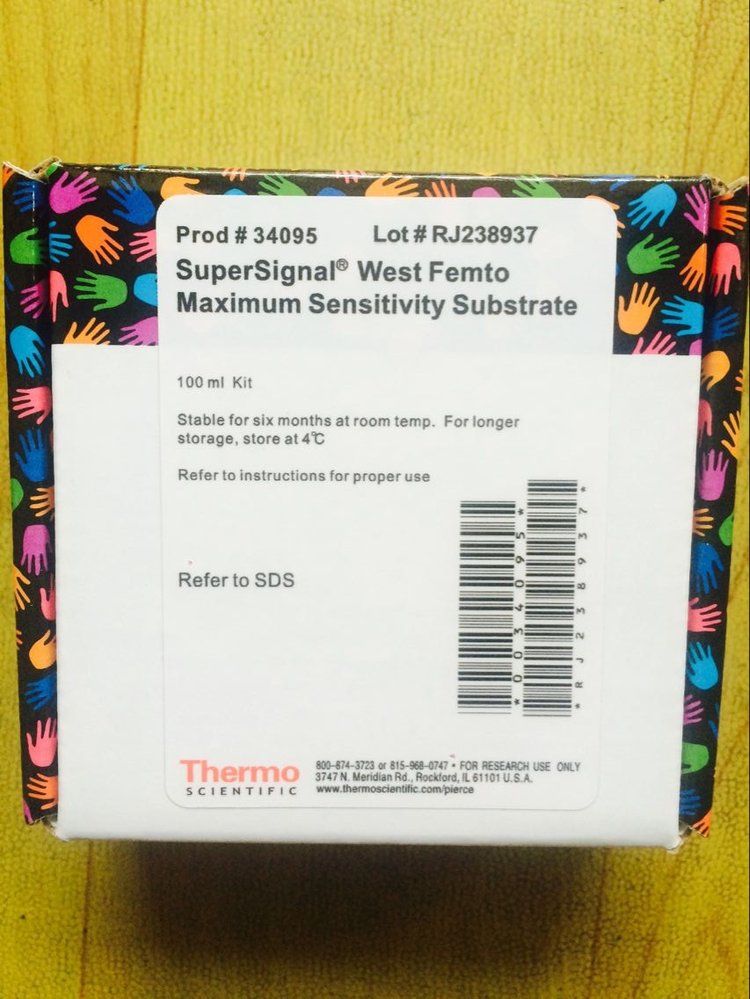 Prod # 34095 Lot # RJ238937
SuperSignal® West Femto
Maximum Sensitivity Substrate
100 ml Kit
Stable for six months at room temp. For longer
storage, store at 4℃
Refer to instructions for proper use
*0034095*
*RJ238937*
Refer to SDS
Thermo
SCIENTIFIC
800-874-3723 or 815-968-0747 • FOR RESEARCH USE ONLY
3747 N. Meridian Rd., Rockford, IL 61101 U.S.A.
www.thermoscientific.com/pierce